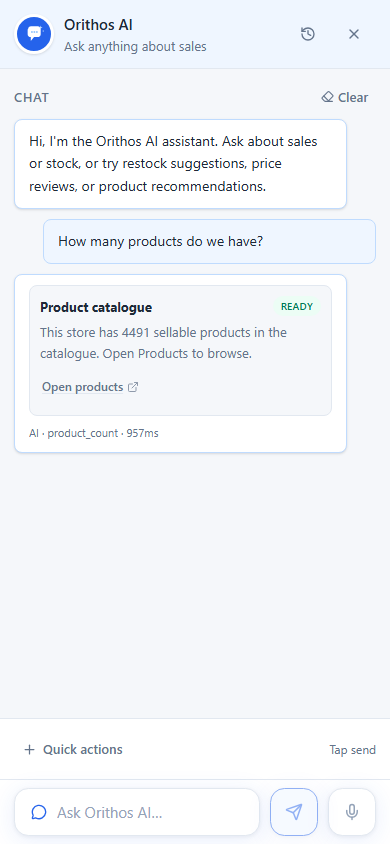 Orithos AI
Ask anything about sales
CHAT
Clear
Hi, I'm the Orithos AI assistant. Ask about sales
or stock, or try restock suggestions, price
reviews, or product recommendations.
How many products do we have?
Product catalogue
READY
This store has 4491 sellable products in the
catalogue. Open Products to browse.
Open products
AI · product_count · 957ms
Quick actions
Tap send
Ask Orithos AI...